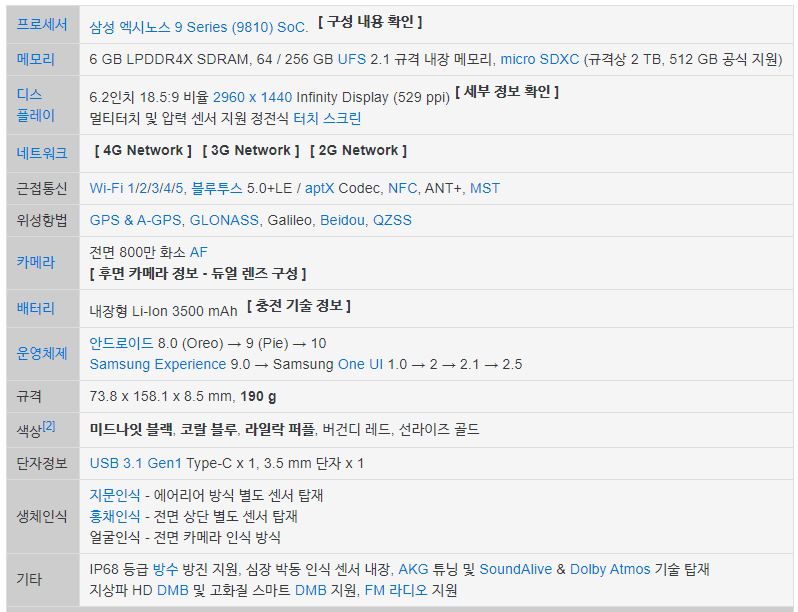 프로세서 삼성 엑시노스 9 Series (9810) SoC. [ 구성 내용 확인 ]
메모리 6 GB LPDDR4X SDRAM, 64 / 256 GB UFS 2.1 규격 내장 메모리, micro SDXC (규격상 2 TB, 512 GB 공식 지원)
디스
플레이
6.2인치 18.5:9 비율 2960 x 1440 Infinity Display (529 ppi) [ 세부 정보 확인 ]
멀티터치 및 압력 센서 지원 정전식 터치 스크린
네트워크 [ 4G Network ] [ 3G Network ] [ 2G Network ]
근접통신 Wi-Fi 1/2/3/4/5, 블루투스 5.0+LE / aptX Codec, NFC, ANT+, MST
위성항법 GPS & A-GPS, GLONASS, Galileo, Beidou, QZSS
카메라
전면 800만 화소 AF
[ 후면 카메라 정보 - 듀얼 렌즈 구성 ]
배터리 내장형 Li-Ion 3500 mAh [ 충전 기술 정보 ]
운영체제
안드로이드 8.0 (Oreo) → 9 (Pie) → 10
Samsung Experience 9.0 → Samsung One UI 1.0 → 2 → 2.1 → 2.5
규격 73.8 x 158.1 x 8.5 mm, 190 g
색상[2] 미드나잇 블랙, 코랄 블루, 라일락 퍼플, 버건디 레드, 선라이즈 골드
단자정보 USB 3.1 Gen1 Type-C x 1, 3.5 mm 단자 x 1
생체인식
지문인식 - 에어리어 방식 별도 센서 탑재
홍채인식 - 전면 상단 별도 센서 탑재
얼굴인식 - 전면 카메라 인식 방식
기타
IP68 등급 방수 방진 지원, 심장 박동 인식 센서 내장, AKG 튜닝 및 SoundAlive & Dolby Atmos 기술 탑재
지상파 HD DMB 및 고화질 스마트 DMB 지원, FM 라디오 지원